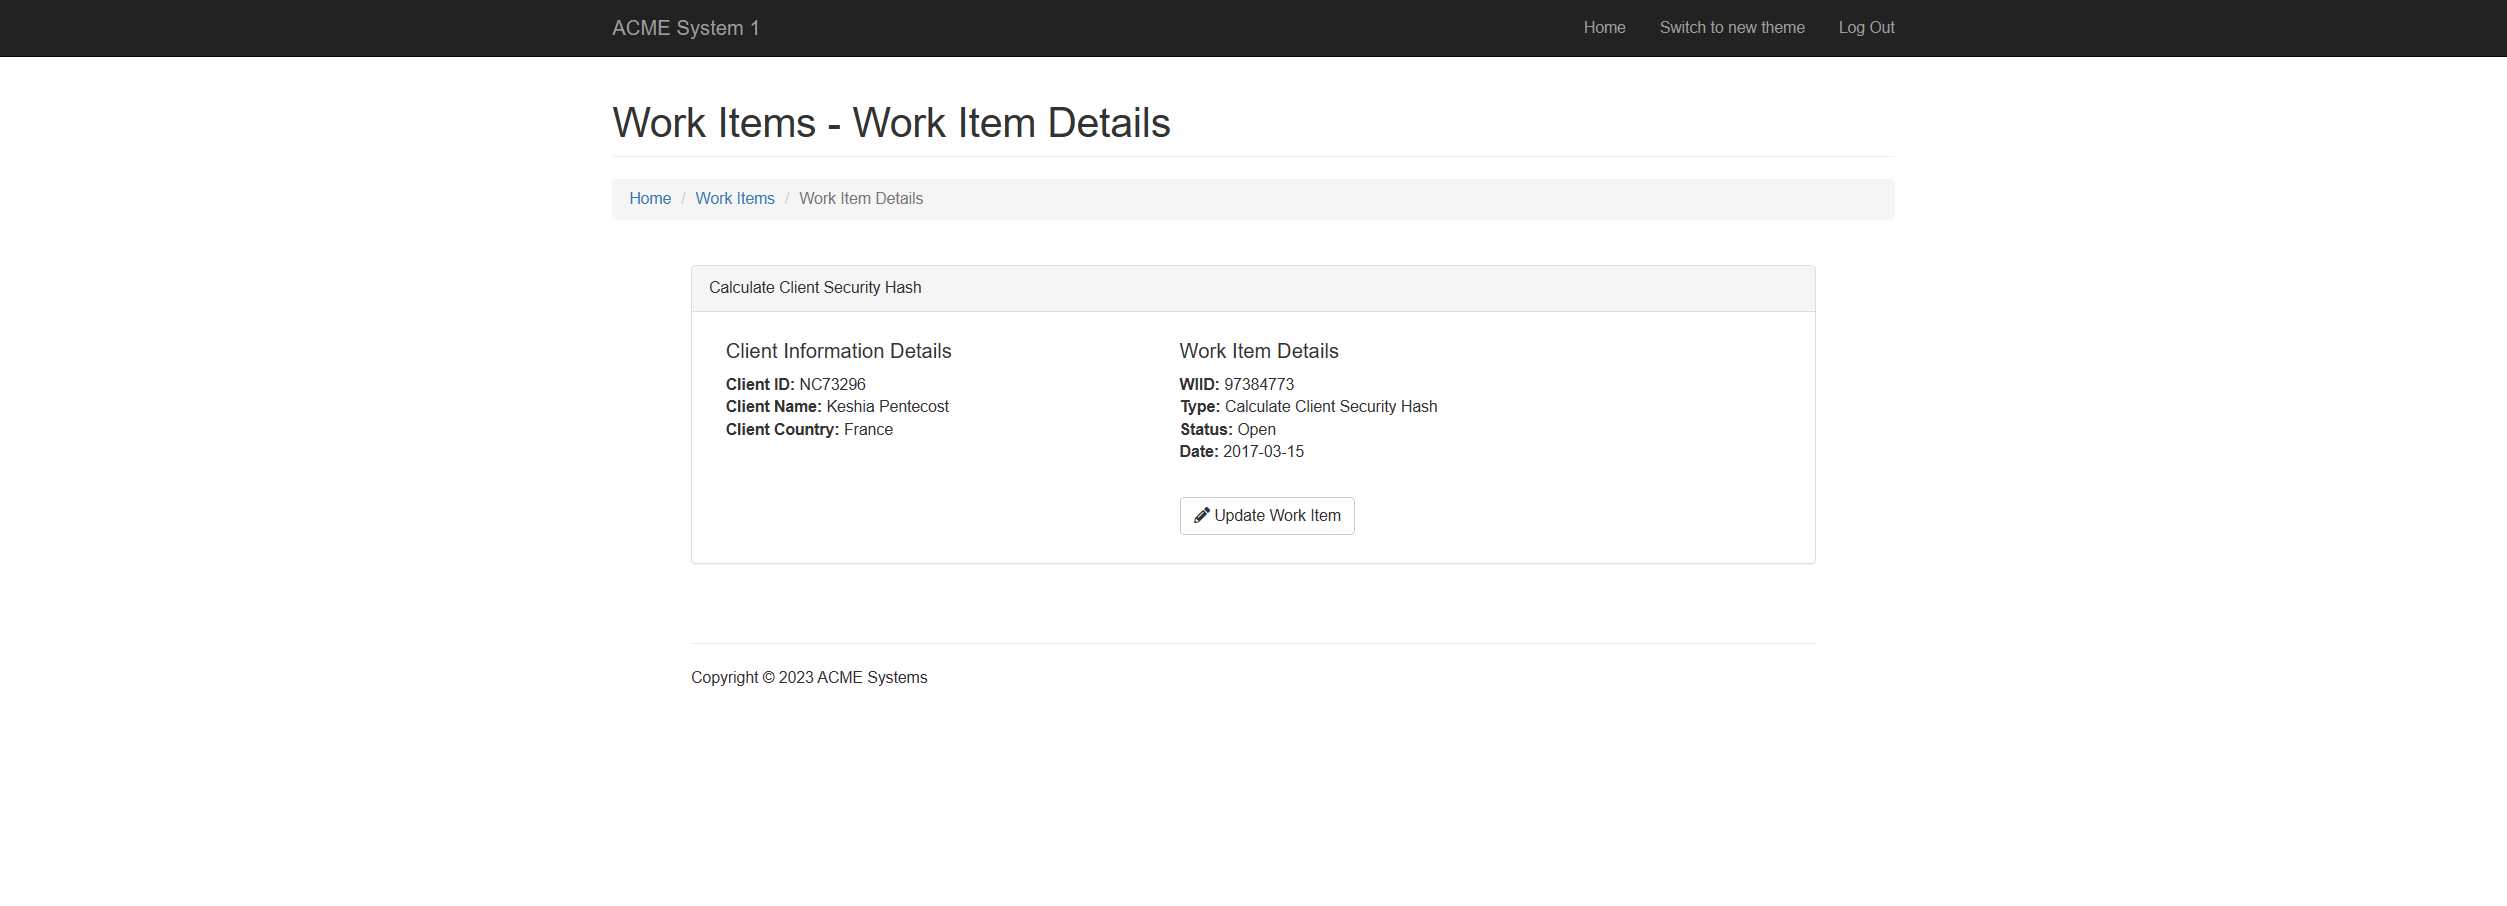 ACME System 1
Home
Switch to new theme
Log Out
Work Items - Work Item Details
Home / Work Items / Work Item Details
Calculate Client Security Hash
Client Information Details
Client ID: NC73296
Client Name: Keshia Pentecost
Client Country: France
Work Item Details
WIID: 97384773
Type: Calculate Client Security Hash
Status: Open
Date: 2017-03-15
Update Work Item
Copyright © 2023 ACME Systems